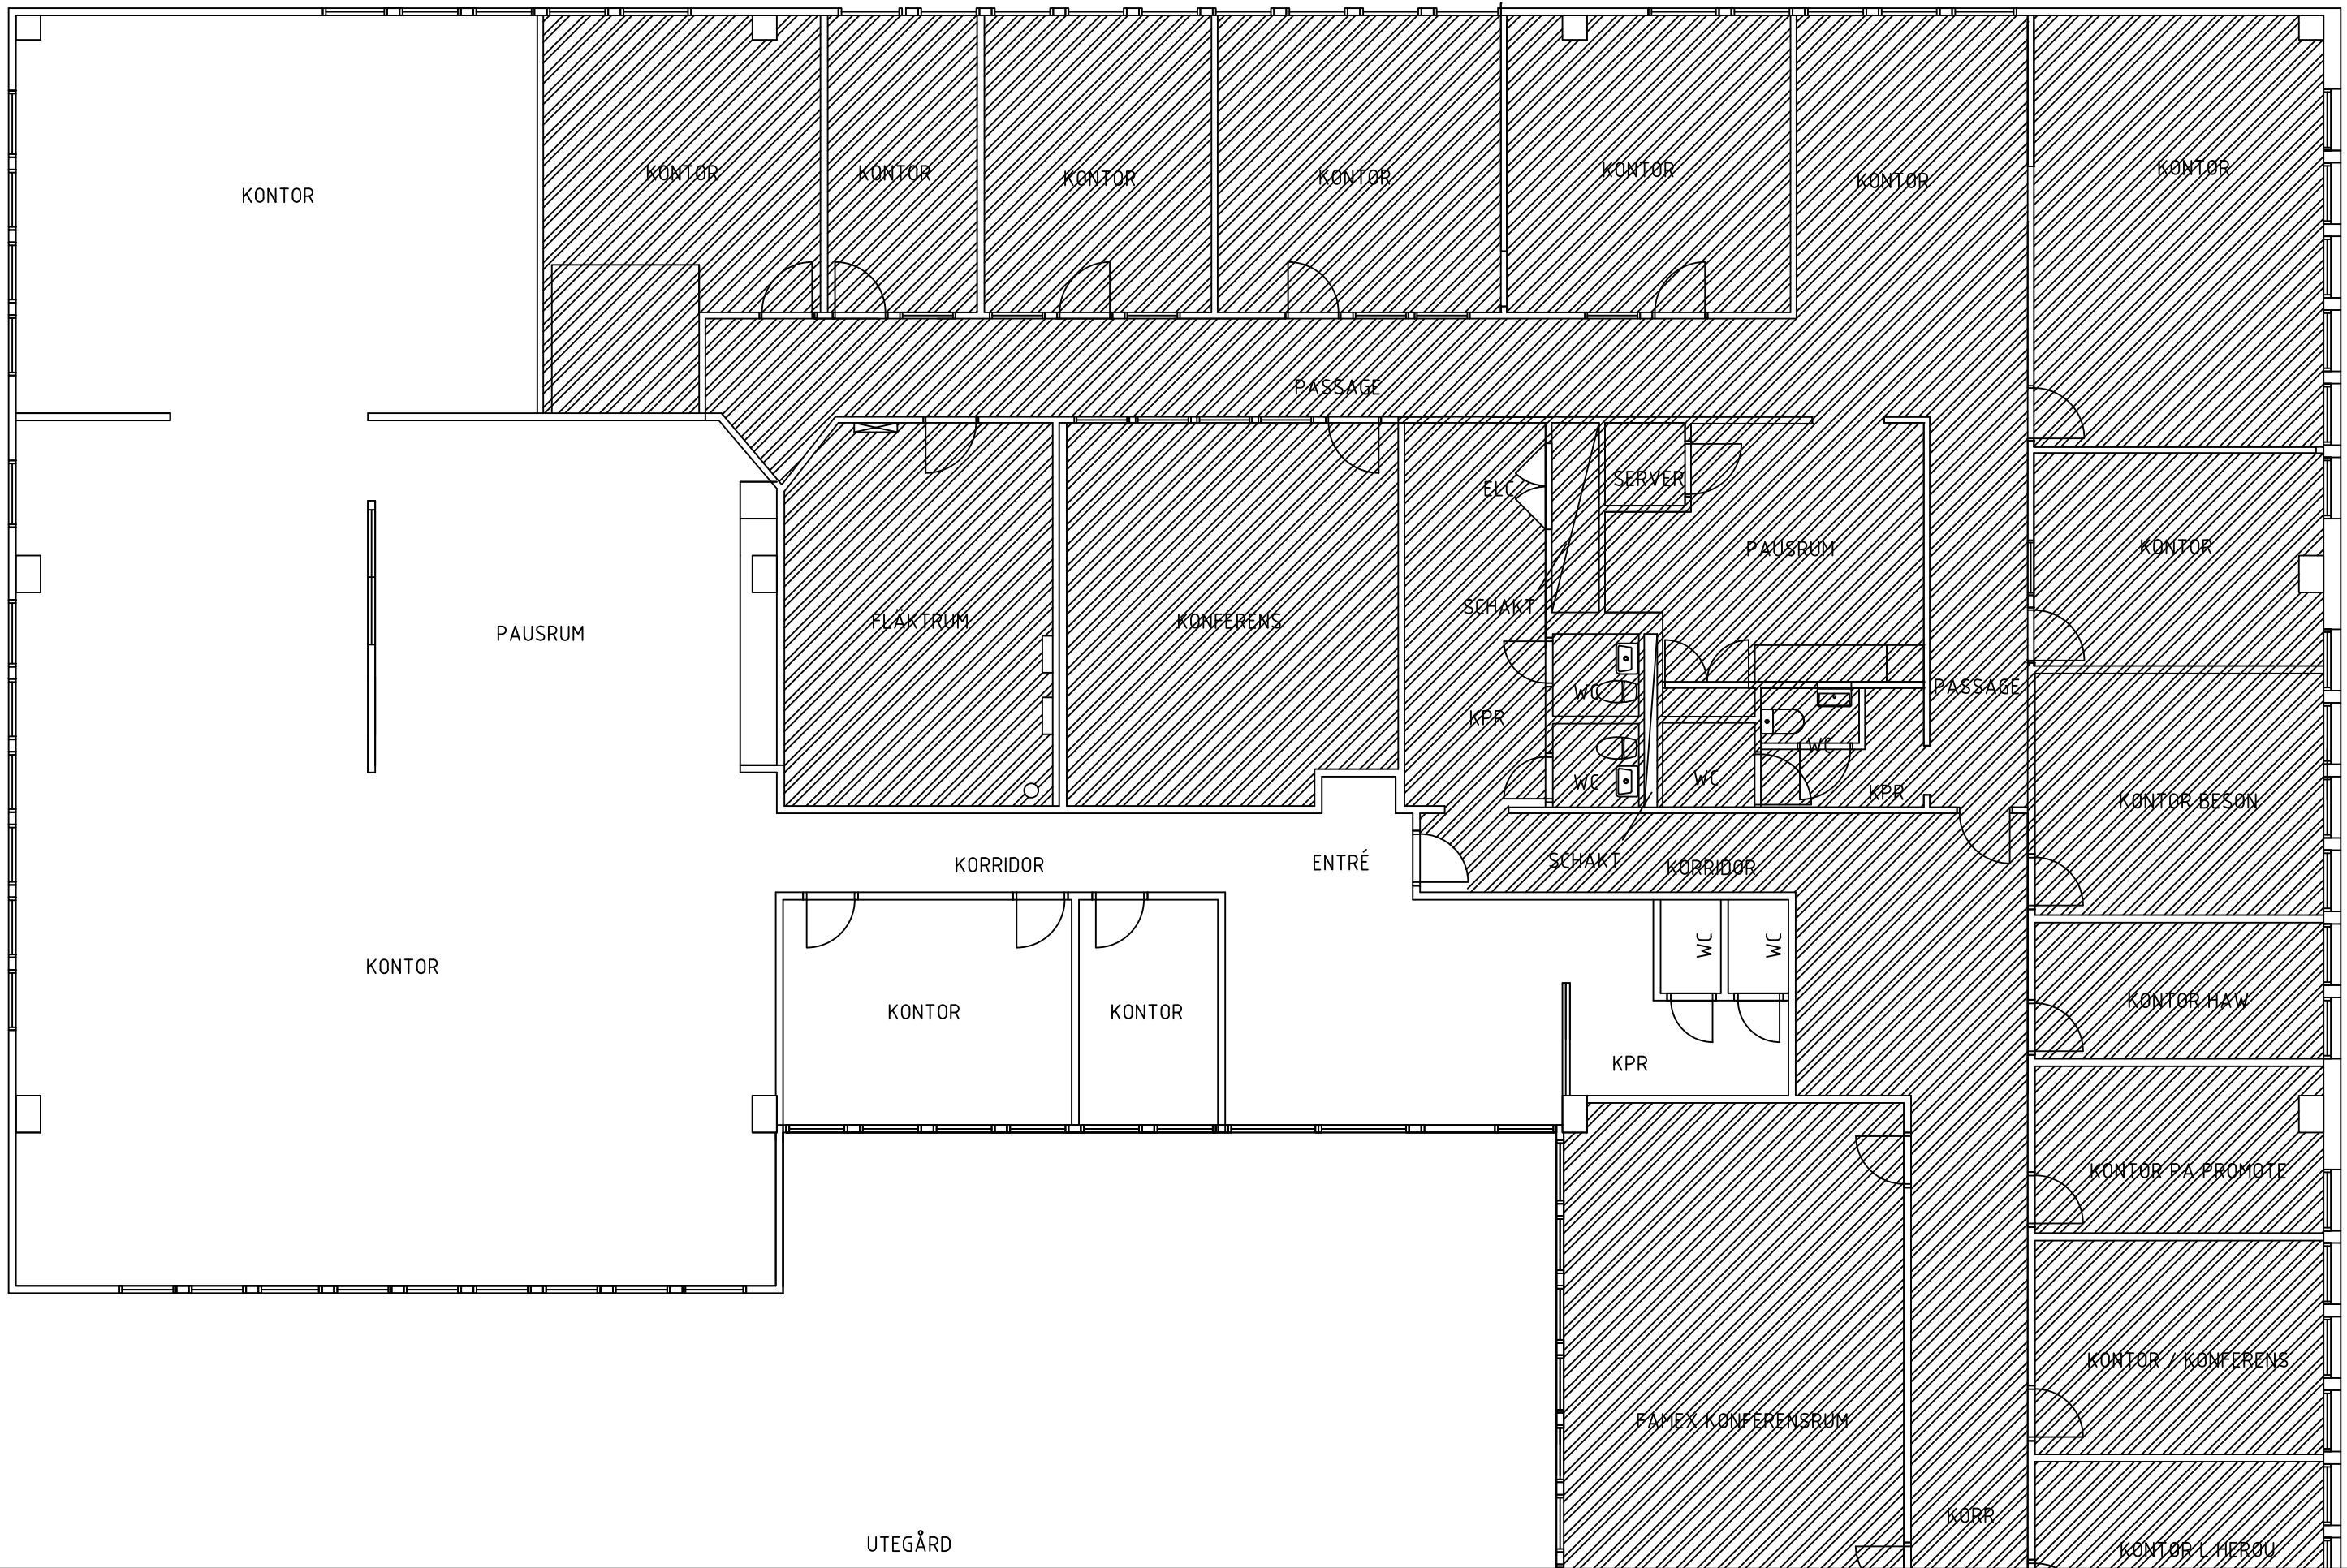 KONTOR
KONTOR
KONTOR
KONTOR
KONTOR
KONTOR
KONTOR
KONTOR
PASSAGE
ELC
SERVER
PAUSRUM
KONTOR
SCHAKT
FLÄKTRUM
KONFERENS
PAUSRUM
WC
PASSAGE
KPR
WC
WC
WC
WC
KPR
KONTOR BESON
KORRIDOR
ENTRÉ
SCHAKT
KORRIDOR
WC
WC
KONTOR
KONTOR
KONTOR
KONTOR HAW
KPR
KONTOR PA PROMOTE
KONTOR / KONFERENS
FAMEX KONFERENSRUM
KORR
UTEGÅRD
KONTOR L HEROU